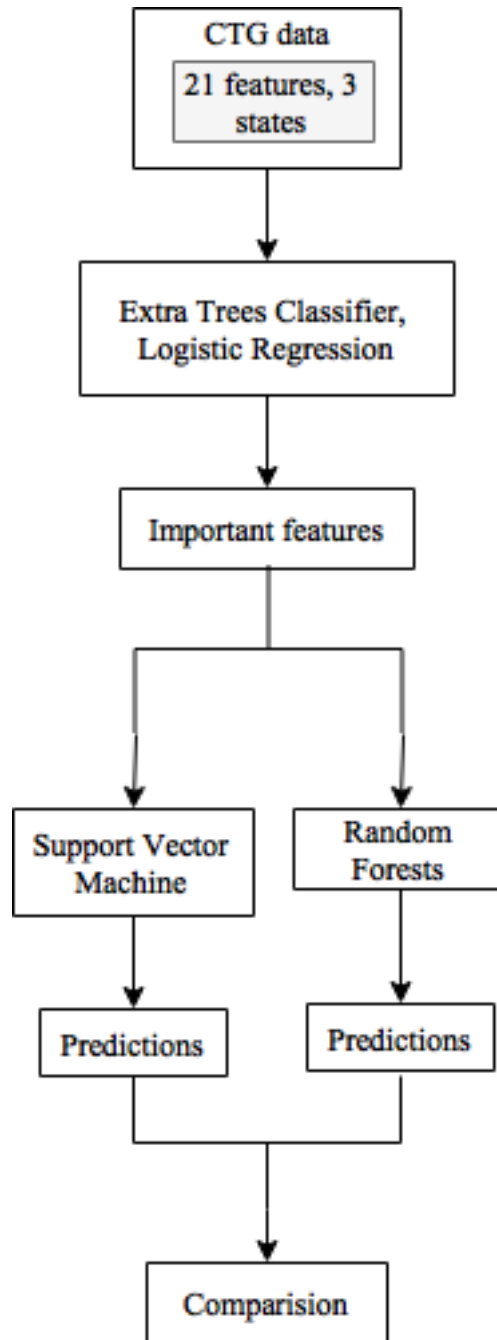 CTG data
21 features, 3
states
Extra Trees Classifier,
Logistic Regression
Important features
Support Vector
Machine
Random
Forests
Predictions
Predictions
Comparision